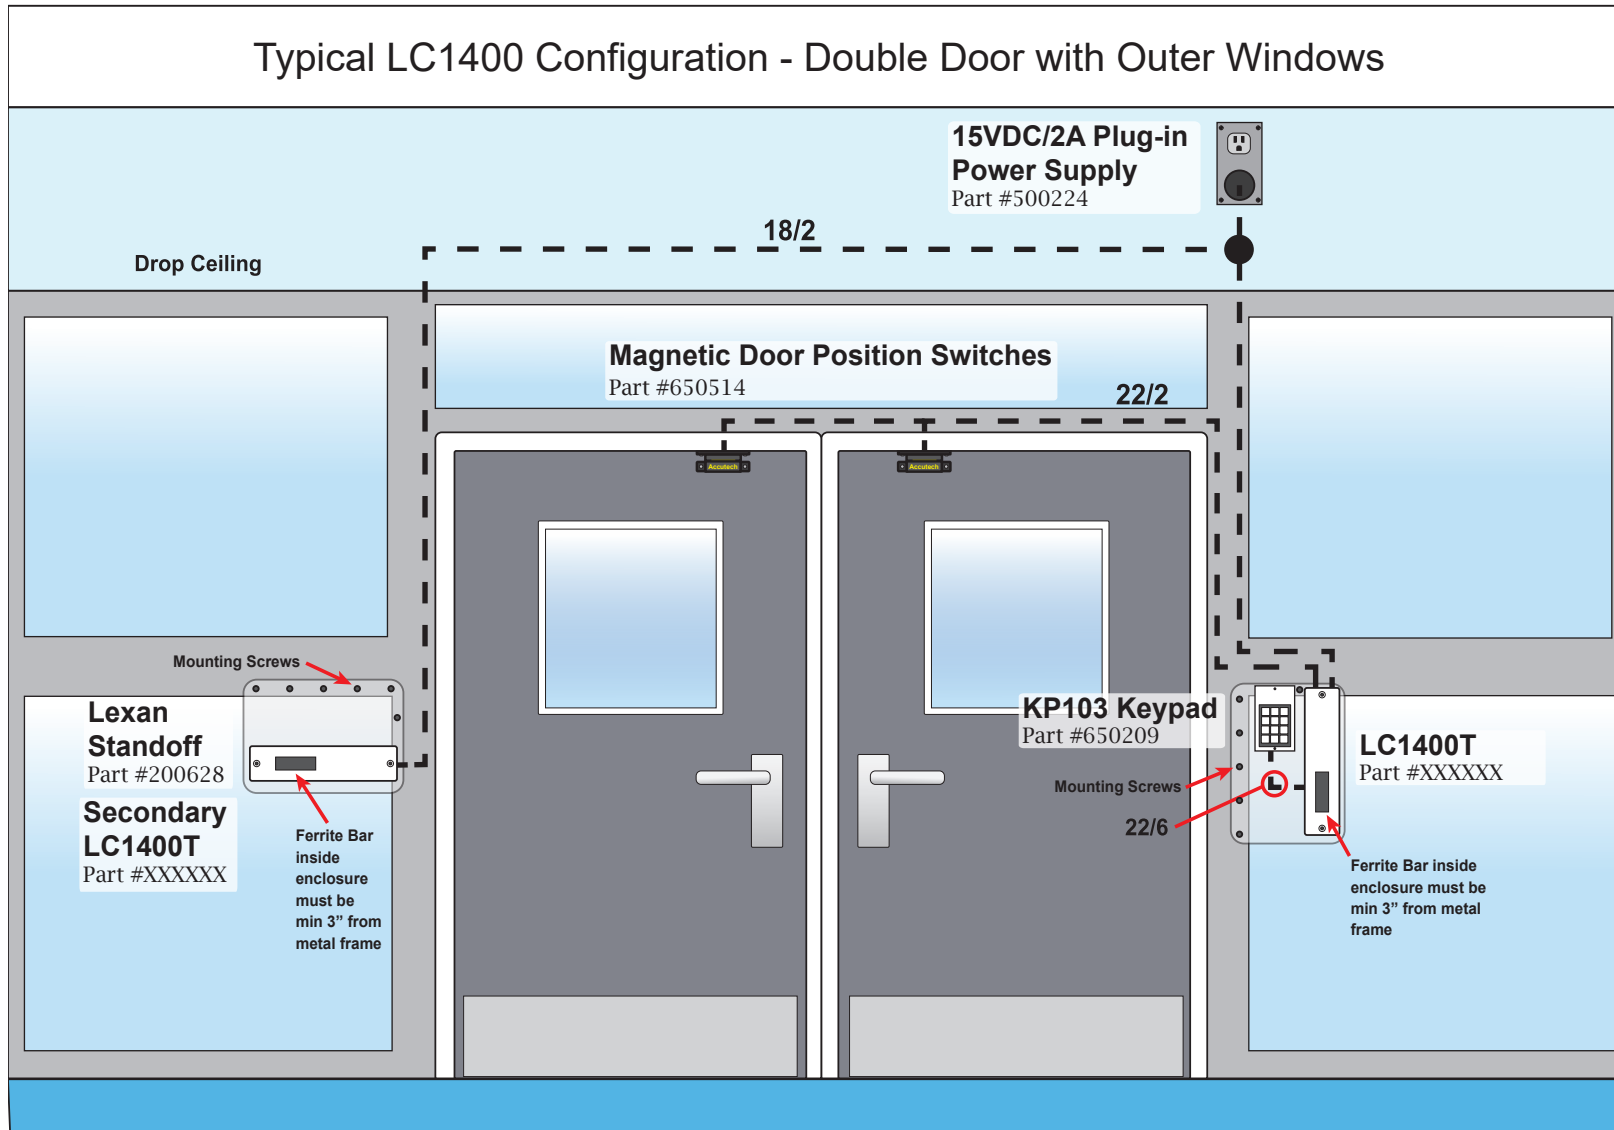 Typical LC1400 Configuration - Double Door with Outer Windows
15VDC/2A Plug-in
Power Supply
Part #500224
18/2
Drop Ceiling
Magnetic Door Position Switches
Part #650514
22/2
Accutech
Accutech
Mounting Screws
Lexan
Standoff
Part #200628
Secondary
LC1400T
Part #XXXXXX
Ferrite Bar
inside
enclosure
must be
min 3” from
metal frame
KP103 Keypad
Part #650209
Mounting Screws
22/6
LC1400T
Part #XXXXXX
Ferrite Bar inside
enclosure must be
min 3” from metal
frame